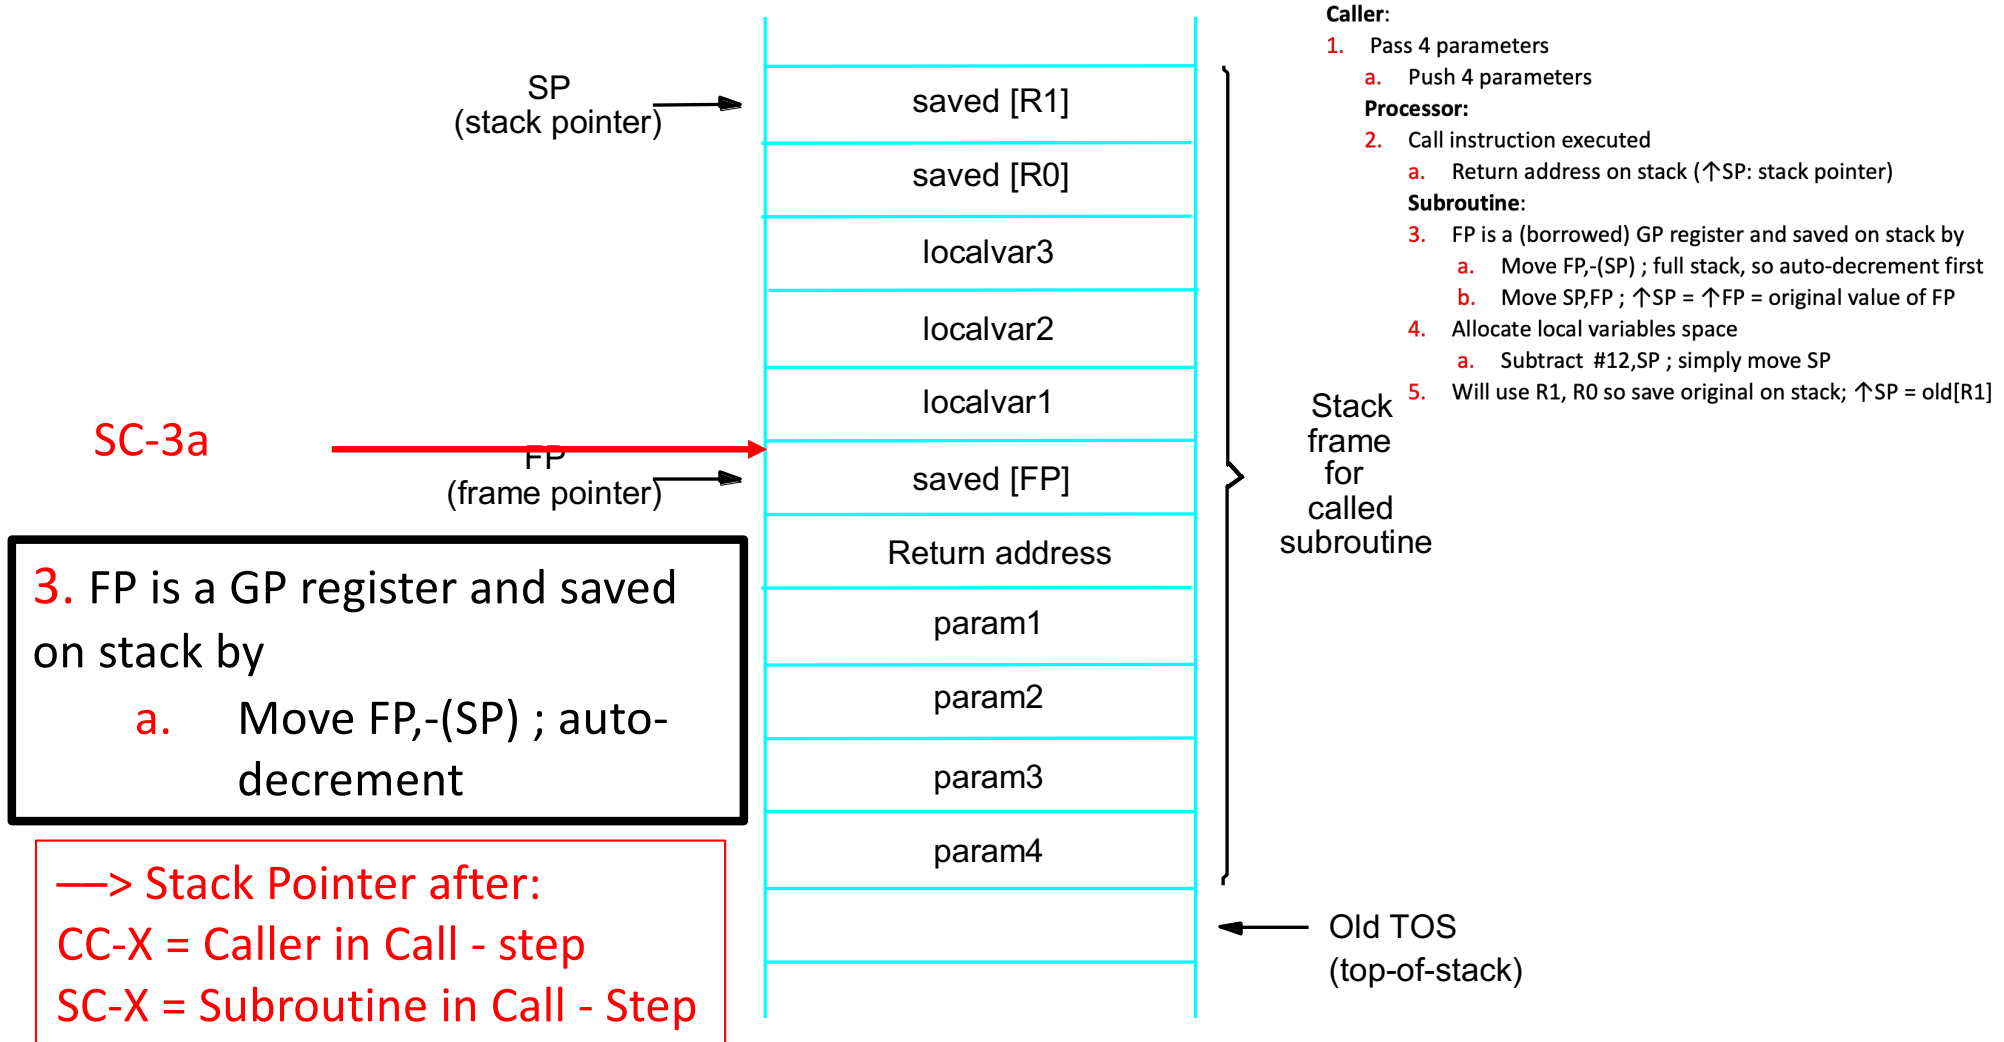 Caller:
1. Pass 4 parameters
a. Push 4 parameters
Processor:
2. Call instruction executed
a. Return address on stack (↑SP: stack pointer)
Subroutine:
3. FP is a (borrowed) GP register and saved on stack by
a. Move FP,-(SP) ; full stack, so auto-decrement first
b. Move SP,FP ; ↑SP = ↑FP = original value of FP
4. Allocate local variables space
a. Subtract #12,SP ; simply move SP
5. Will use R1, R0 so save original on stack; ↑SP = old[R1]
SP
(stack pointer)
saved [R1]
saved [R0]
localvar3
localvar2
localvar1
saved [FP]
Return address
param1
param2
param3
param4
SC-3a
FP
(frame pointer)
Stack
frame
for
called
subroutine
Old TOS
(top-of-stack)
3. FP is a GP register and saved
on stack by
a. Move FP,-(SP) ; auto-
decrement
—> Stack Pointer after:
CC-X = Caller in Call - step
SC-X = Subroutine in Call - Step